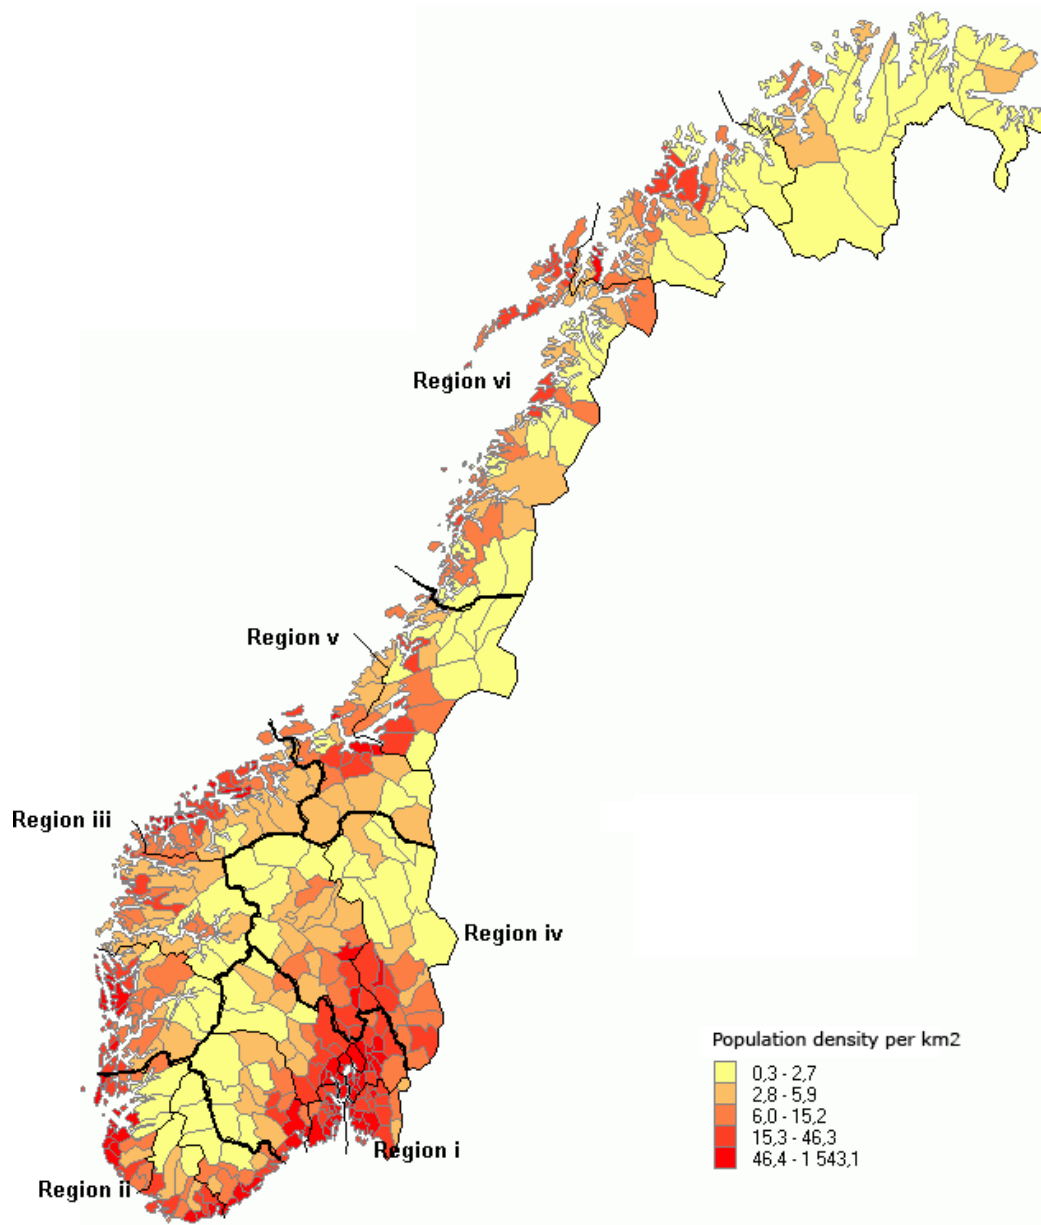 Region vi
Region v
Region iii
Region iv
Population density per km2
0,3 - 2,7
2,8 - 5,9
6,0 - 15,2
15,3 - 46,3
46,4 - 1 543,1
Region i
Region ii